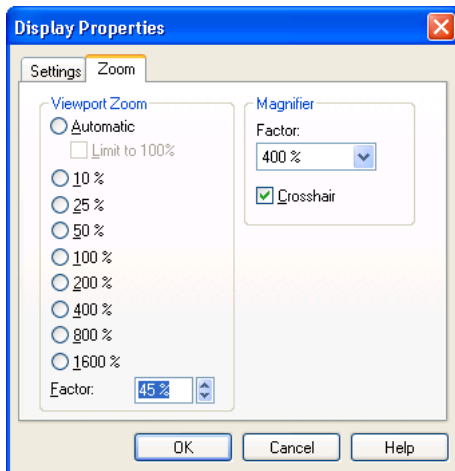 Display Properties
Settings
Zoom
Viewport Zoom
Automatic
Limit to 100%
10 %
25 %
50 %
100 %
200 %
400 %
800 %
1600 %
Factor:
45 %
Magnifier
Factor:
400 %
Crosshair
OK
Cancel
Help